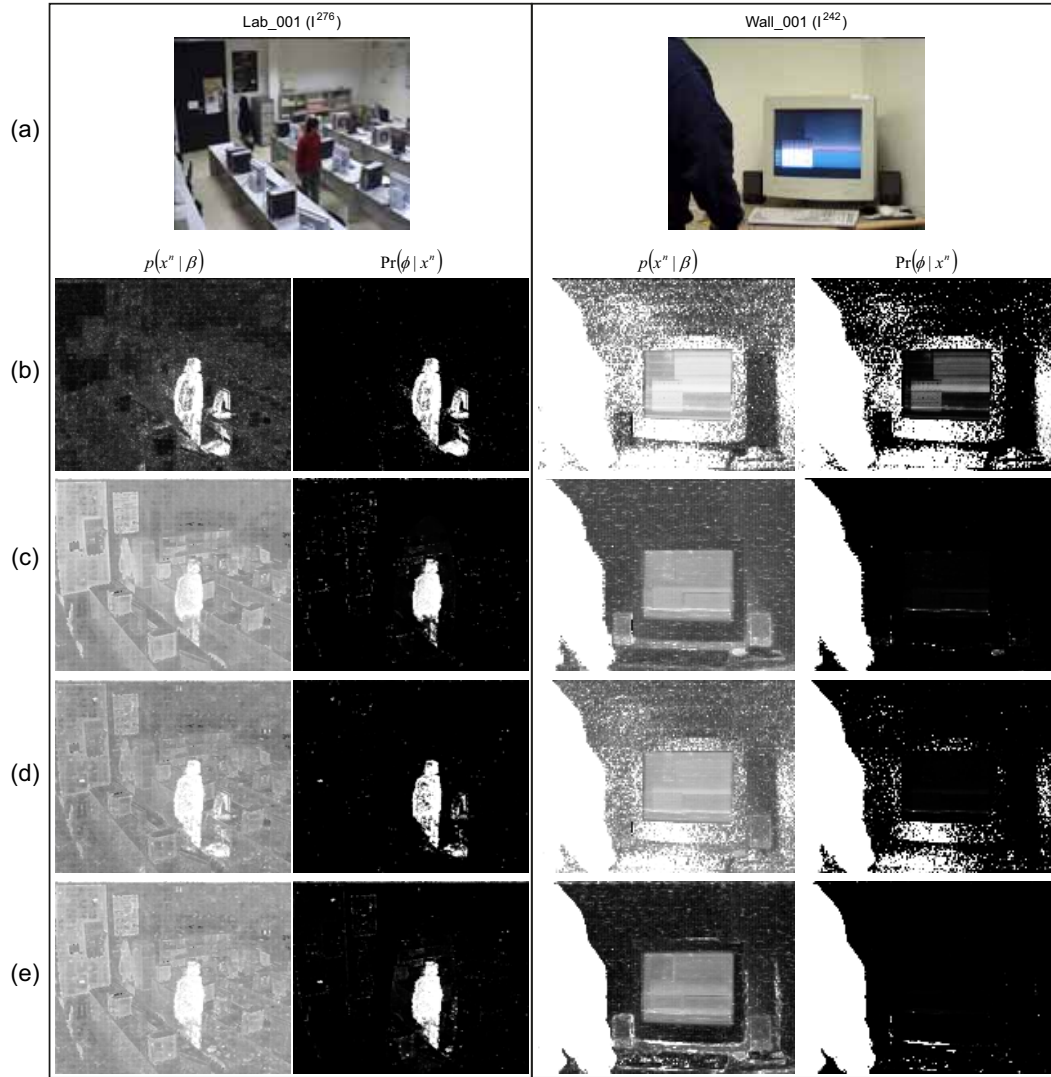 Lab_001 (I²⁷⁶)
Wall_001 (I²⁴²)
(a)
p(xⁿ | β)
Pr(ϕ | xⁿ)
p(xⁿ | β)
Pr(ϕ | xⁿ)
(b)
(c)
(d)
(e)